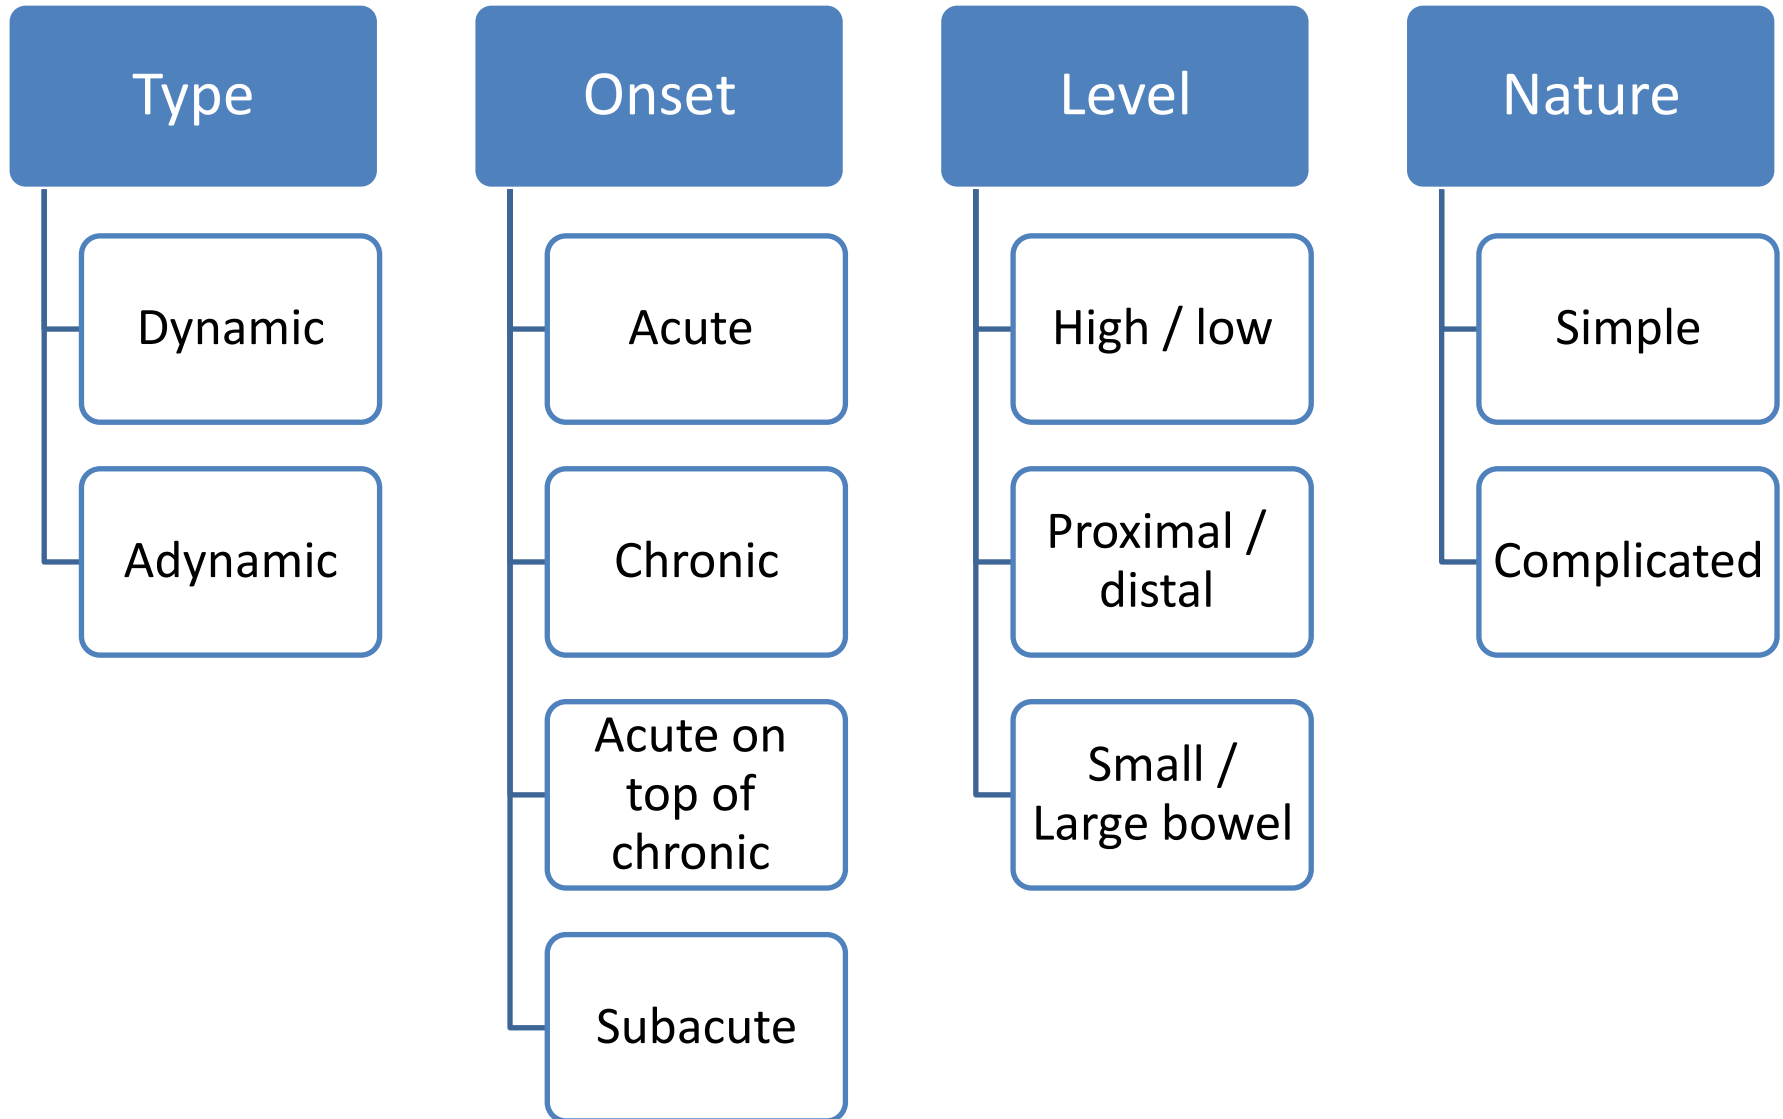 Type
Dynamic
Adynamic
Onset
Acute
Chronic
Acute on
top of
chronic
Subacute
Level
High / low
Proximal /
distal
Small /
Large bowel
Nature
Simple
Complicated